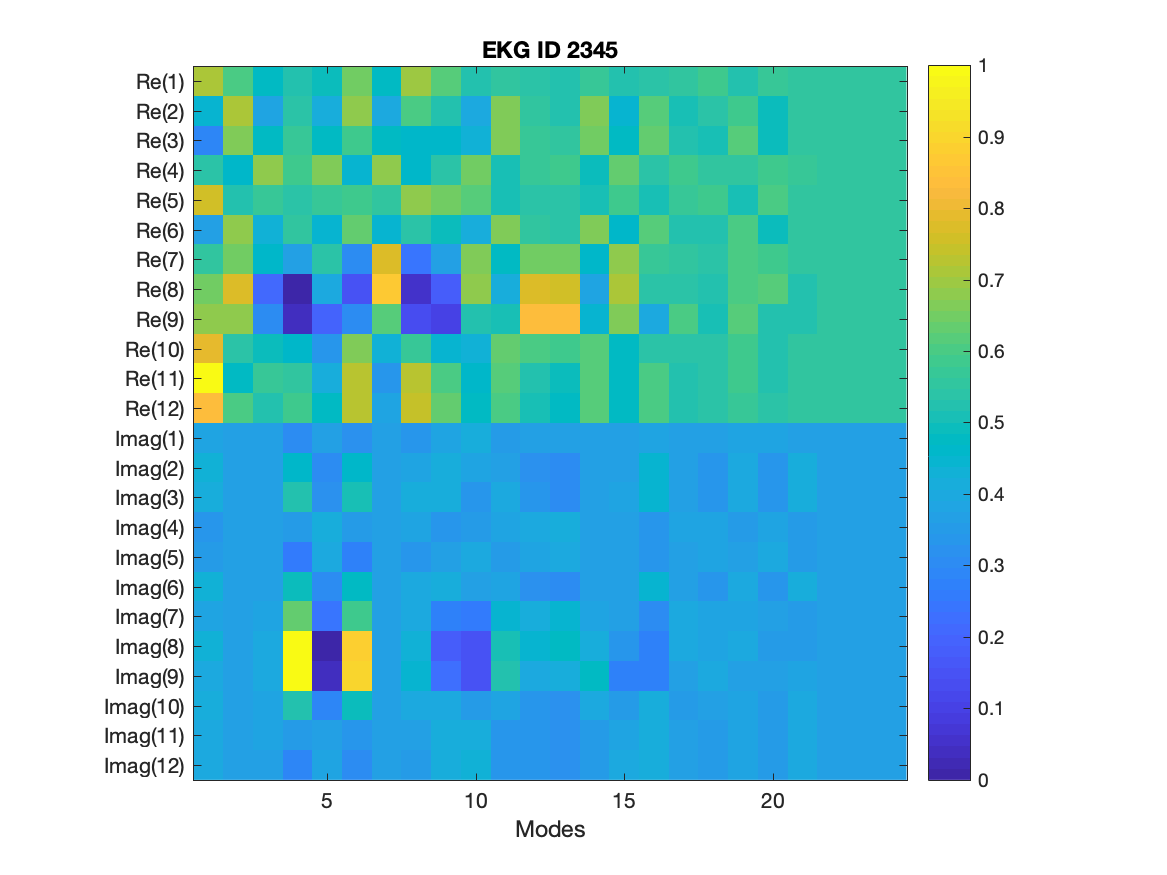 EKG ID 2345
Re(1)
Re(2)
Re(3)
Re(4)
Re(5)
Re(6)
Re(7)
Re(8)
Re(9)
Re(10)
Re(11)
Re(12)
Imag(1)
Imag(2)
Imag(3)
Imag(4)
Imag(5)
Imag(6)
Imag(7)
Imag(8)
Imag(9)
Imag(10)
Imag(11)
Imag(12)
5 10 15 20
Modes
1
0.9
0.8
0.7
0.6
0.5
0.4
0.3
0.2
0.1
0